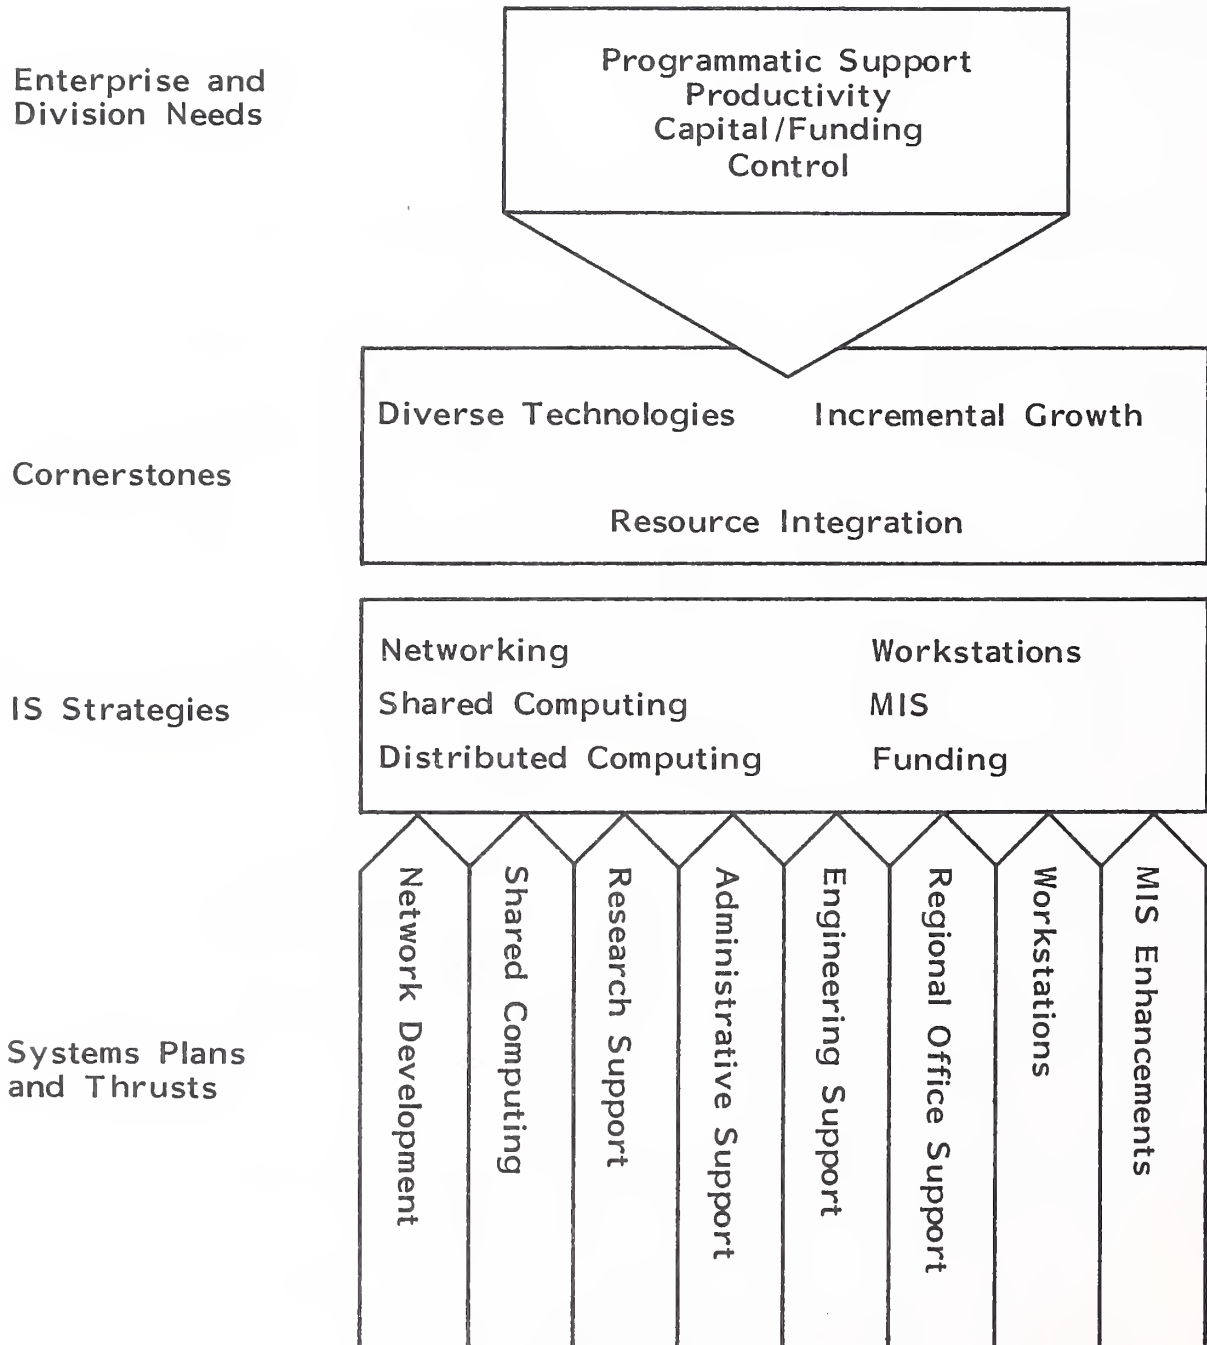 Enterprise and
Division Needs
Programmatic Support
Productivity
Capital/Funding
Control
Cornerstones
Diverse Technologies
Incremental Growth
Resource Integration
IS Strategies
Networking
Workstations
Shared Computing
MIS
Distributed Computing
Funding
Systems Plans
and Thrusts
Network Development
Shared Computing
Research Support
Administrative Support
Engineering Support
Regional Office Support
Workstations
MIS Enhancements